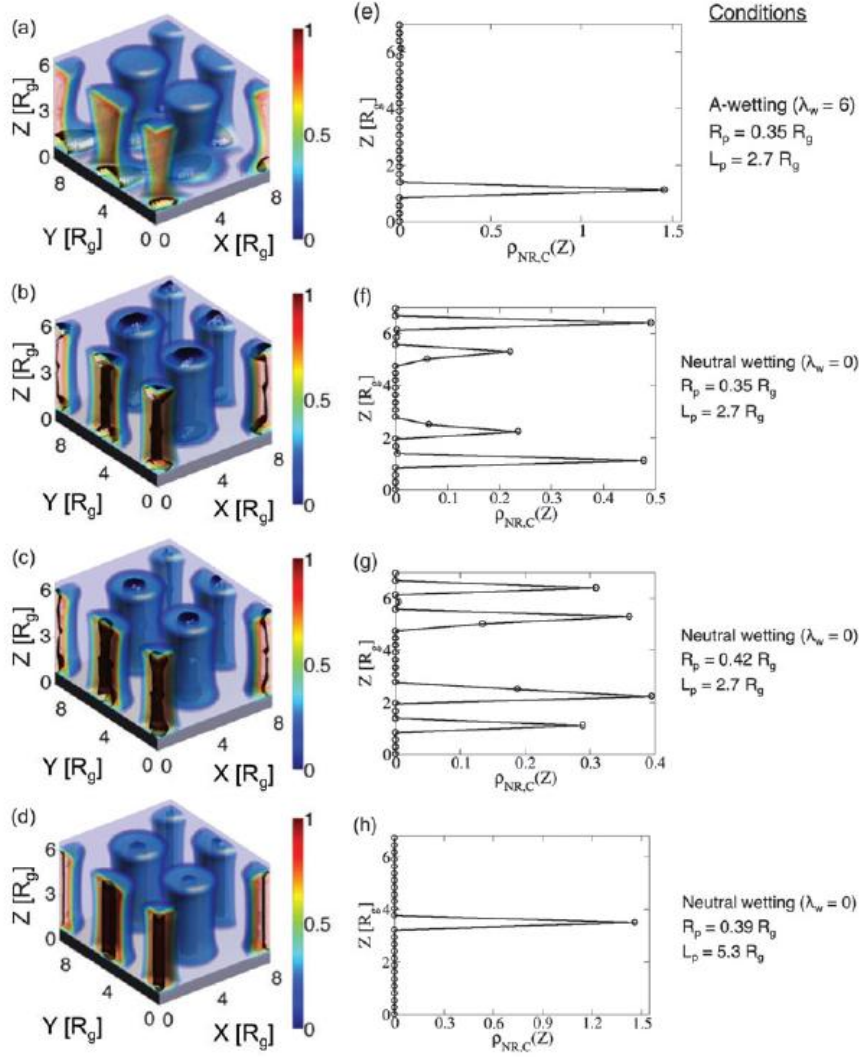 (a)
Z [Rg]
6
3
0
8
4
0 0
4
8
Y [Rg]
X [Rg]
1
0.5
0
(e)
Z [Rg]
6
4
2
0
0
0.5
1
1.5
ρNR,C(Z)
Conditions
A-wetting (λw = 6)
Rp = 0.35 Rg
Lp = 2.7 Rg
(b)
Z [Rg]
6
3
0
8
4
0 0
4
8
Y [Rg]
X [Rg]
1
0.5
0
(f)
Z [Rg]
6
4
2
0
0
0.1
0.2
0.3
0.4
0.5
ρNR,C(Z)
Neutral wetting (λw = 0)
Rp = 0.35 Rg
Lp = 2.7 Rg
(c)
Z [Rg]
6
3
0
8
4
0 0
4
8
Y [Rg]
X [Rg]
1
0.5
0
(g)
Z [Rg]
6
4
2
0
0
0.1
0.2
0.3
0.4
ρNR,C(Z)
Neutral wetting (λw = 0)
Rp = 0.42 Rg
Lp = 2.7 Rg
(d)
Z [Rg]
6
3
0
8
4
0 0
4
8
Y [Rg]
X [Rg]
1
0.5
0
(h)
Z [Rg]
6
4
2
0
0
0.3
0.6
0.9
1.2
1.5
ρNR,C(Z)
Neutral wetting (λw = 0)
Rp = 0.39 Rg
Lp = 5.3 Rg